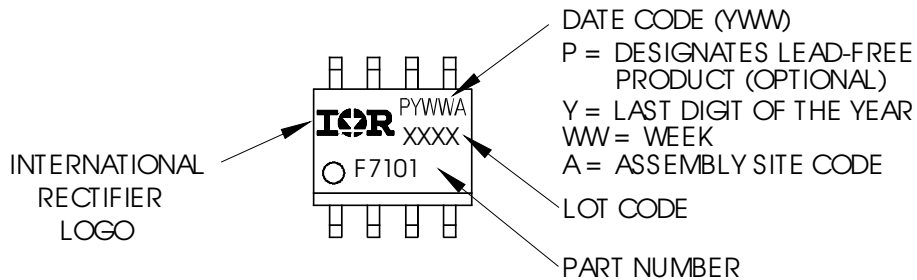 DATE CODE (YWW)
P = DESIGNATES LEAD-FREE
PRODUCT (OPTIONAL)
Y = LAST DIGIT OF THE YEAR
WW = WEEK
A = ASSEMBLY SITE CODE
LOT CODE
PART NUMBER
INTERNATIONAL
RECTIFIER
LOGO
IOR
PYWWA
XXXX
F7101